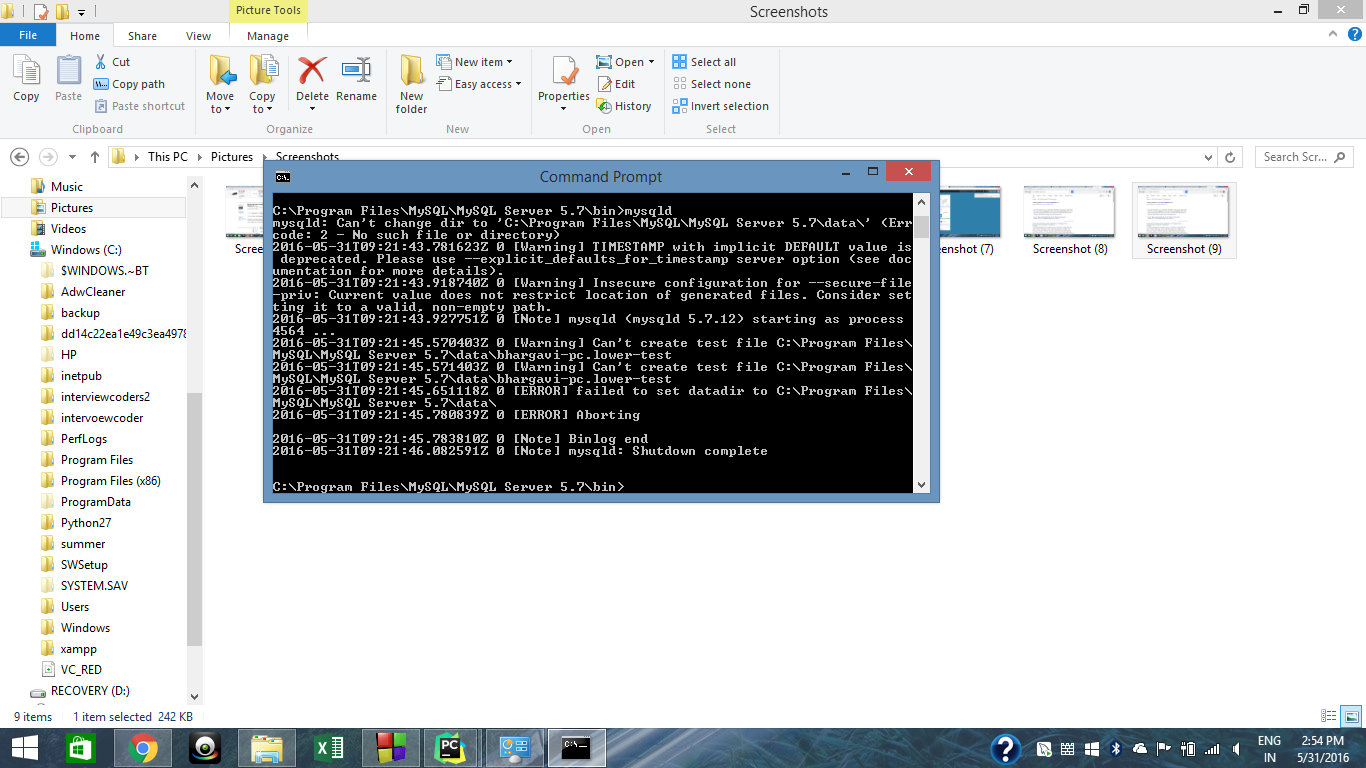 Picture Tools
Screenshots
File Home Share View Manage
Copy
Paste
Cut
Copy path
Paste shortcut
Clipboard
Move to
Copy to
Delete
Rename
Organize
New folder
New item
Easy access
New
Properties
Open
Edit
History
Open
Select all
Select none
Invert selection
Select
This PC Pictures Screenshots
Search Scr...
Music
Pictures
Videos
Windows (C:)
$WINDOWS.~BT
AdwCleaner
backup
dd14c22ea1e49c3ea4978
HP
inetpub
interviewcoders2
intervoewcoder
PerfLogs
Program Files
Program Files (x86)
ProgramData
Python27
summer
SWSetup
SYSTEM.SAV
Users
Windows
xampp
VC_RED
RECOVERY (D:)
Screenshot (8)
Screenshot (9)
Command Prompt
C:\Program Files\MySQL\MySQL Server 5.7\bin>mysqld
mysqld: Can't change dir to 'C:\Program Files\MySQL\MySQL Server 5.7\data\' (Err
code: 2 - No such file or directory)
2016-05-31T09:21:43.781623Z 0 [Warning] TIMESTAMP with implicit DEFAULT value is
 deprecated. Please use --explicit_defaults_for_timestamp server option (see doc
umentation for more details).
2016-05-31T09:21:43.918740Z 0 [Warning] Insecure configuration for --secure-file
-priv: Current value does not restrict location of generated files. Consider set
ting it to a valid, non-empty path.
2016-05-31T09:21:43.927751Z 0 [Note] mysqld (mysqld 5.7.12) starting as process
4564 ...
2016-05-31T09:21:45.570403Z 0 [Warning] Can't create test file C:\Program Files\
MySQL\MySQL Server 5.7\data\bhargavi-pc.lower-test
2016-05-31T09:21:45.571403Z 0 [Warning] Can't create test file C:\Program Files\
MySQL\MySQL Server 5.7\data\bhargavi-pc.lower-test
2016-05-31T09:21:45.651118Z 0 [ERROR] failed to set datadir to C:\Program Files\
MySQL\MySQL Server 5.7\data\
2016-05-31T09:21:45.780839Z 0 [ERROR] Aborting
2016-05-31T09:21:45.783810Z 0 [Note] Binlog end
2016-05-31T09:21:46.082591Z 0 [Note] mysqld: Shutdown complete
C:\Program Files\MySQL\MySQL Server 5.7\bin>
9 items 1 item selected 242 KB
ENG
IN
2:54 PM
5/31/2016